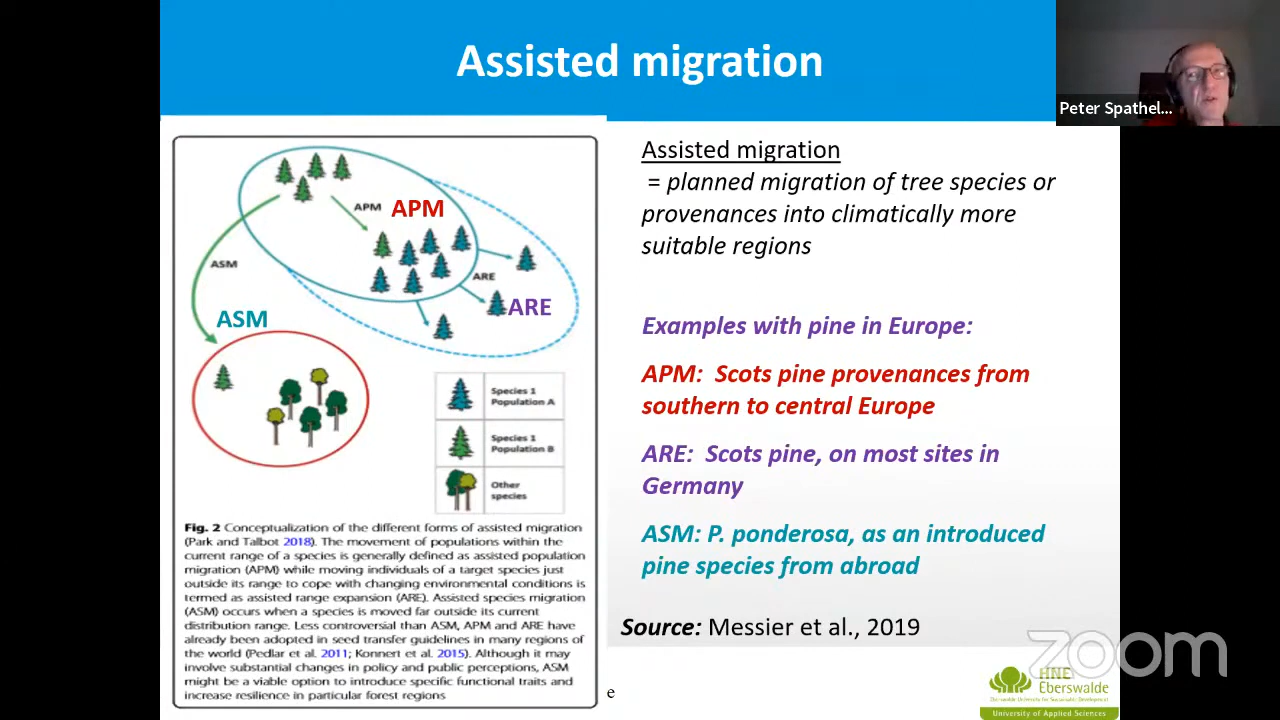 Assisted migration
Peter Spathel...
APM
APM
ASM
ARE
ARE
ASM
Species 1
Population A
Species 1
Population B
Other
species
Fig. 2 Conceptualization of the different forms of assisted migration
(Park and Talbot 2018). The movement of populations within the
current range of a species is generally defined as assisted population
migration (APM) while moving individuals of a target species just
outside its range to cope with changing environmental conditions is
termed as assisted range expansion (ARE). Assisted species migration
(ASM) occurs when a species is moved far outside its current
distribution range. Less controversial than ASM, APM and ARE have
already been adopted in seed transfer guidelines in many regions of
the world (Pedlar et al. 2011; Konnert et al. 2015). Although it may
involve substantial changes in policy and public perceptions, ASM
might be a viable option to introduce specific functional traits and
increase resilience in particular forest regions
Assisted migration
= planned migration of tree species or
provenances into climatically more
suitable regions
Examples with pine in Europe:
APM: Scots pine provenances from
southern to central Europe
ARE: Scots pine, on most sites in
Germany
ASM: P. ponderosa, as an introduced
pine species from abroad
Source: Messier et al., 2019
e
zoom
HNE
Eberswalde
University of Applied Sciences